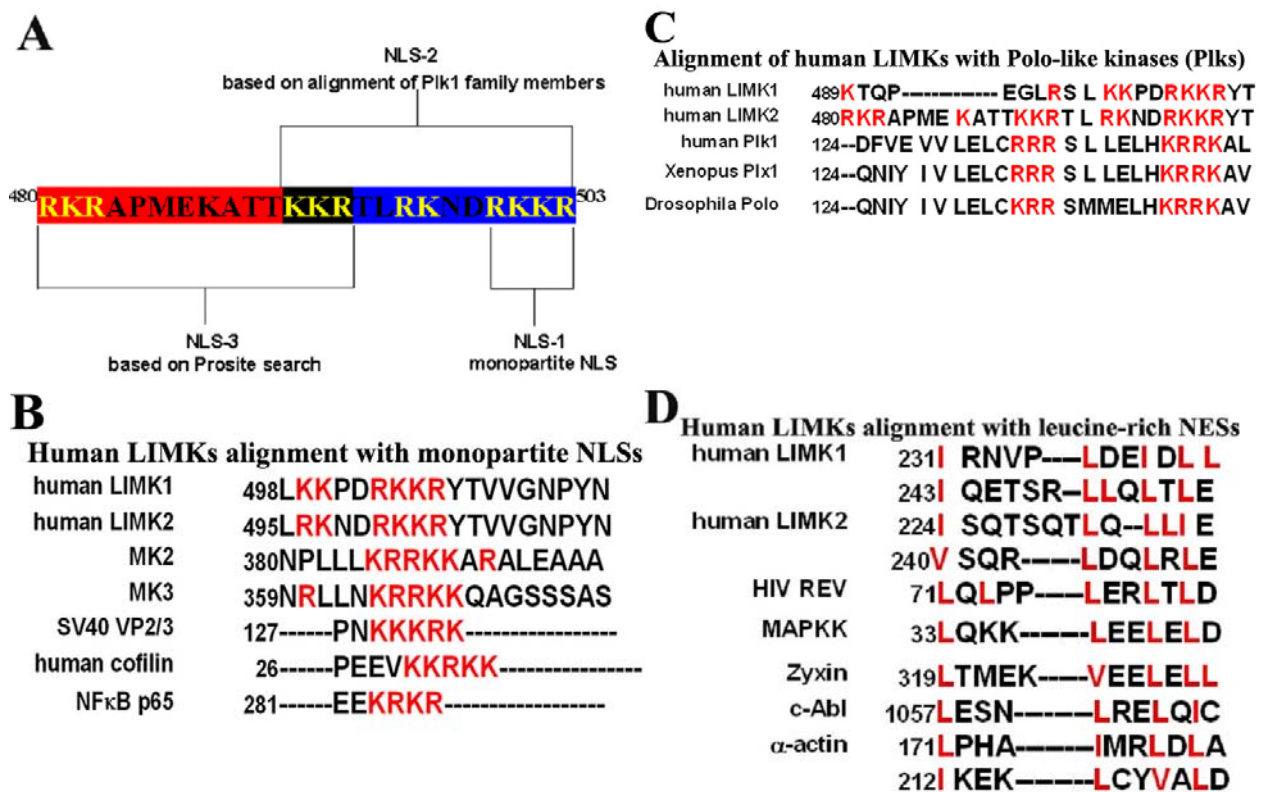 A
NLS-2
based on alignment of Plk1 family members
480RKRAPMEKATTKKRTLRKNDRKKR503
NLS-3
based on Prosite search
NLS-1
monopartite NLS
B
Human LIMKs alignment with monopartite NLSs
human LIMK1 498LKKPDRKKRYTVVGNPYN
human LIMK2 495LRKNDRKKRYTVVGNPYN
MK2 380NPLLLKRRKKARALEAAA
MK3 359NRLLNKRRKKQAGSSSAS
SV40 VP2/3 127------PNKKKRK-----------------
human cofilin 26------PEEVKKRKK----------------
NFκB p65 281------EEKRKR------------------
C
Alignment of human LIMKs with Polo-like kinases (Plks)
human LIMK1 489KTQP------------EGLRS L KKPDRKKRYT
human LIMK2 480RKRAPME KATTKKRT L RKNDRKKRYT
human Plk1 124--DFVE V V LELCRRR S L LELHKRRKAL
Xenopus Plx1 124--QNIY I V LELCRRR S L LELHKRRKAV
Drosophila Polo 124--QNIY I V LELCKRR SMMELHKRRKAV
D
Human LIMKs alignment with leucine-rich NESs
human LIMK1 231I RNVP----LDEI DL L
243I QETSR--LLQLTLE
human LIMK2 224I SQTSQTLQ--LLI E
240V SQR------LDQLRLE
HIV REV 71LQLPP----LERLTLD
MAPKK 33LQKK-------LEELELD
Zyxin 319LTMEK-----VEELELL
c-Abl 1057LESN--------LRELQIC
α-actin 171LPHA--------IMRLDLA
212I KEK--------LCYVALD